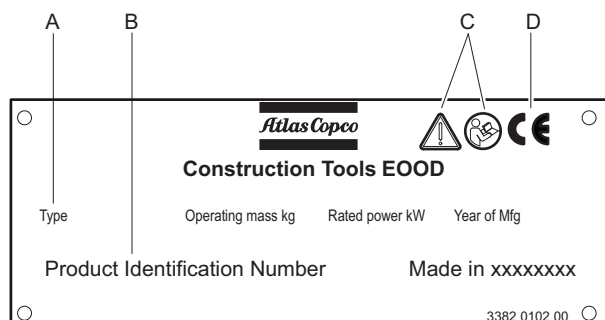 A B C D
Atlas Copco
CE
Construction Tools EOOD
Type Operating mass kg Rated power kW Year of Mfg
Product Identification Number Made in xxxxxxxx
3382 0102 00